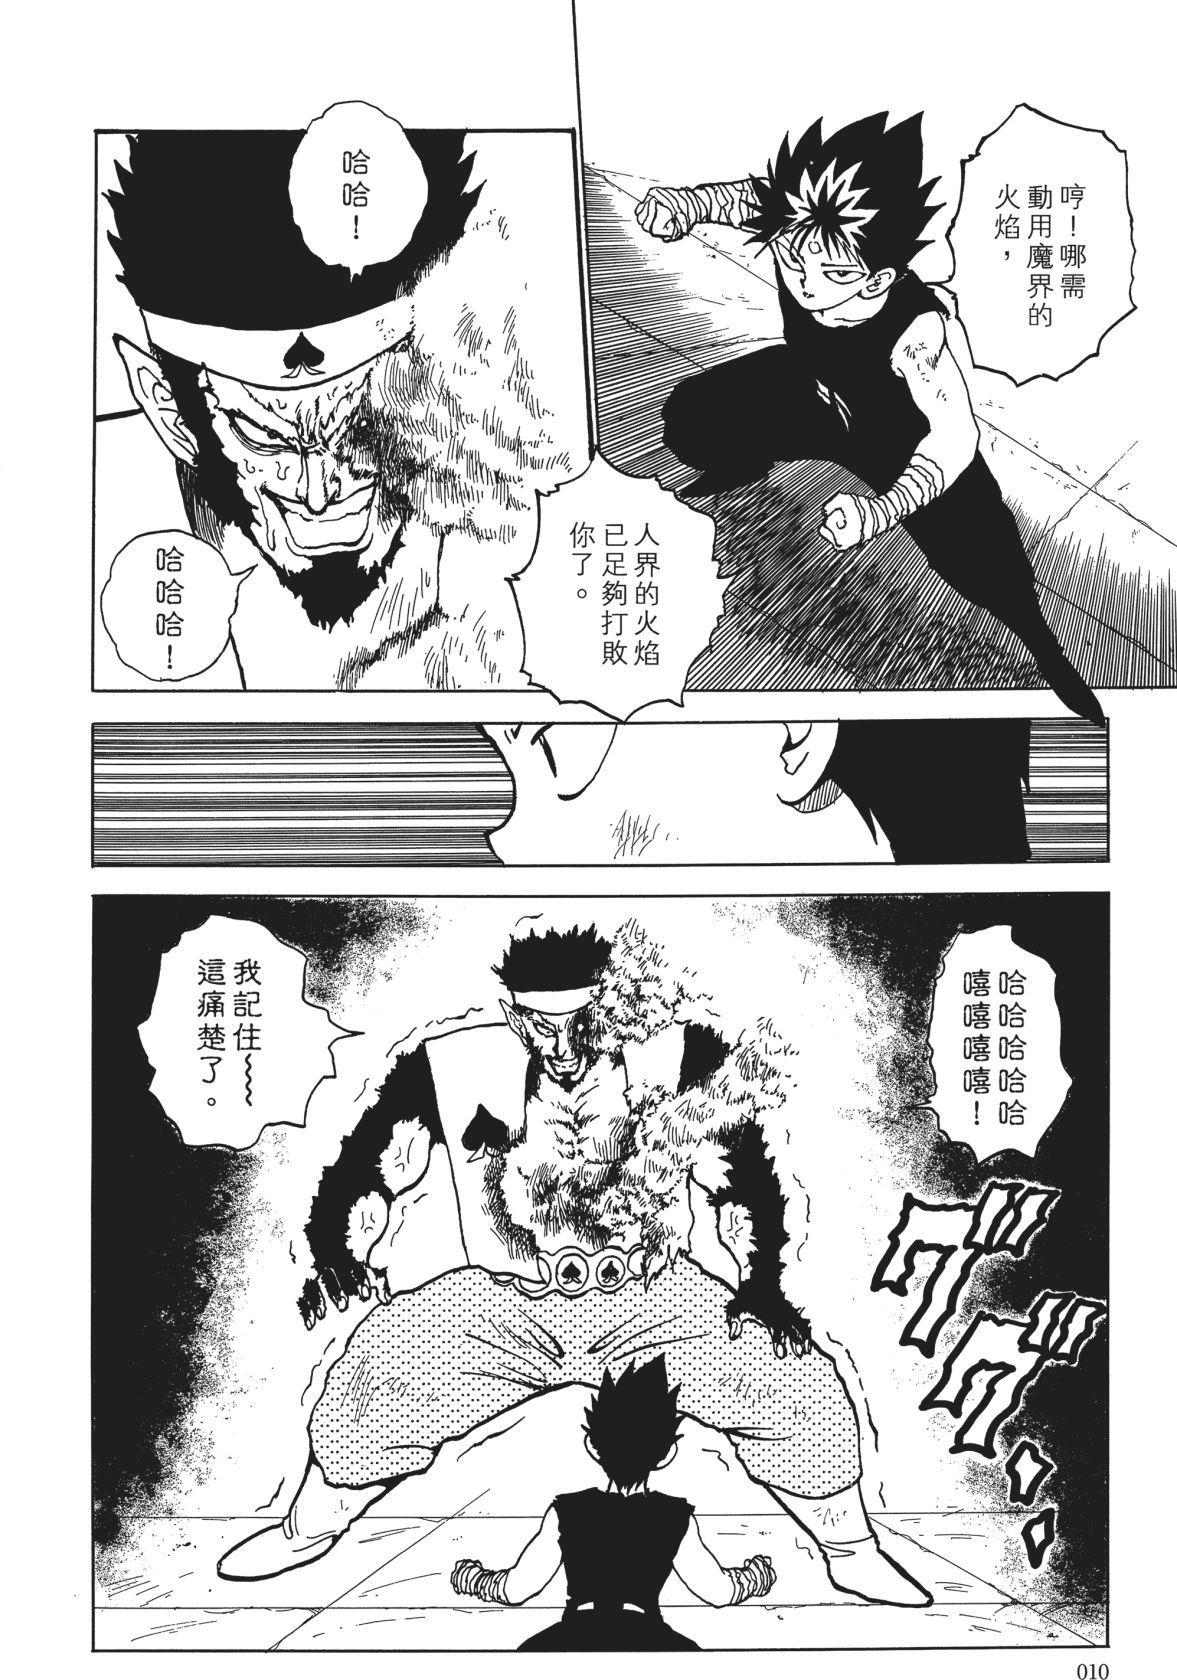 哼！哪需
動用魔界的
火焰，
人界的火焰
已足夠打敗
你了。
哈
哈
！
哈
哈
哈
！
哈哈哈哈哈
嘻嘻嘻嘻！
ググ
我記住~~~
這痛楚了。
010